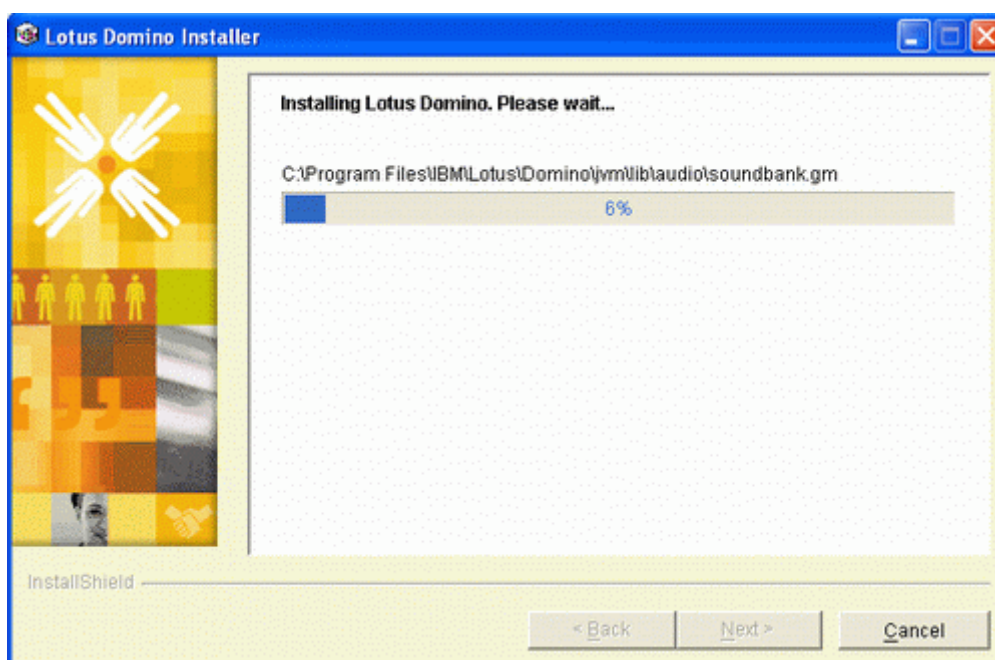 Lotus Domino Installer
Installing Lotus Domino. Please wait...
C:\Program Files\IBM\Lotus\Domino\jvm\lib\audio\soundbank.gm
6%
InstallShield
< Back
Next >
Cancel